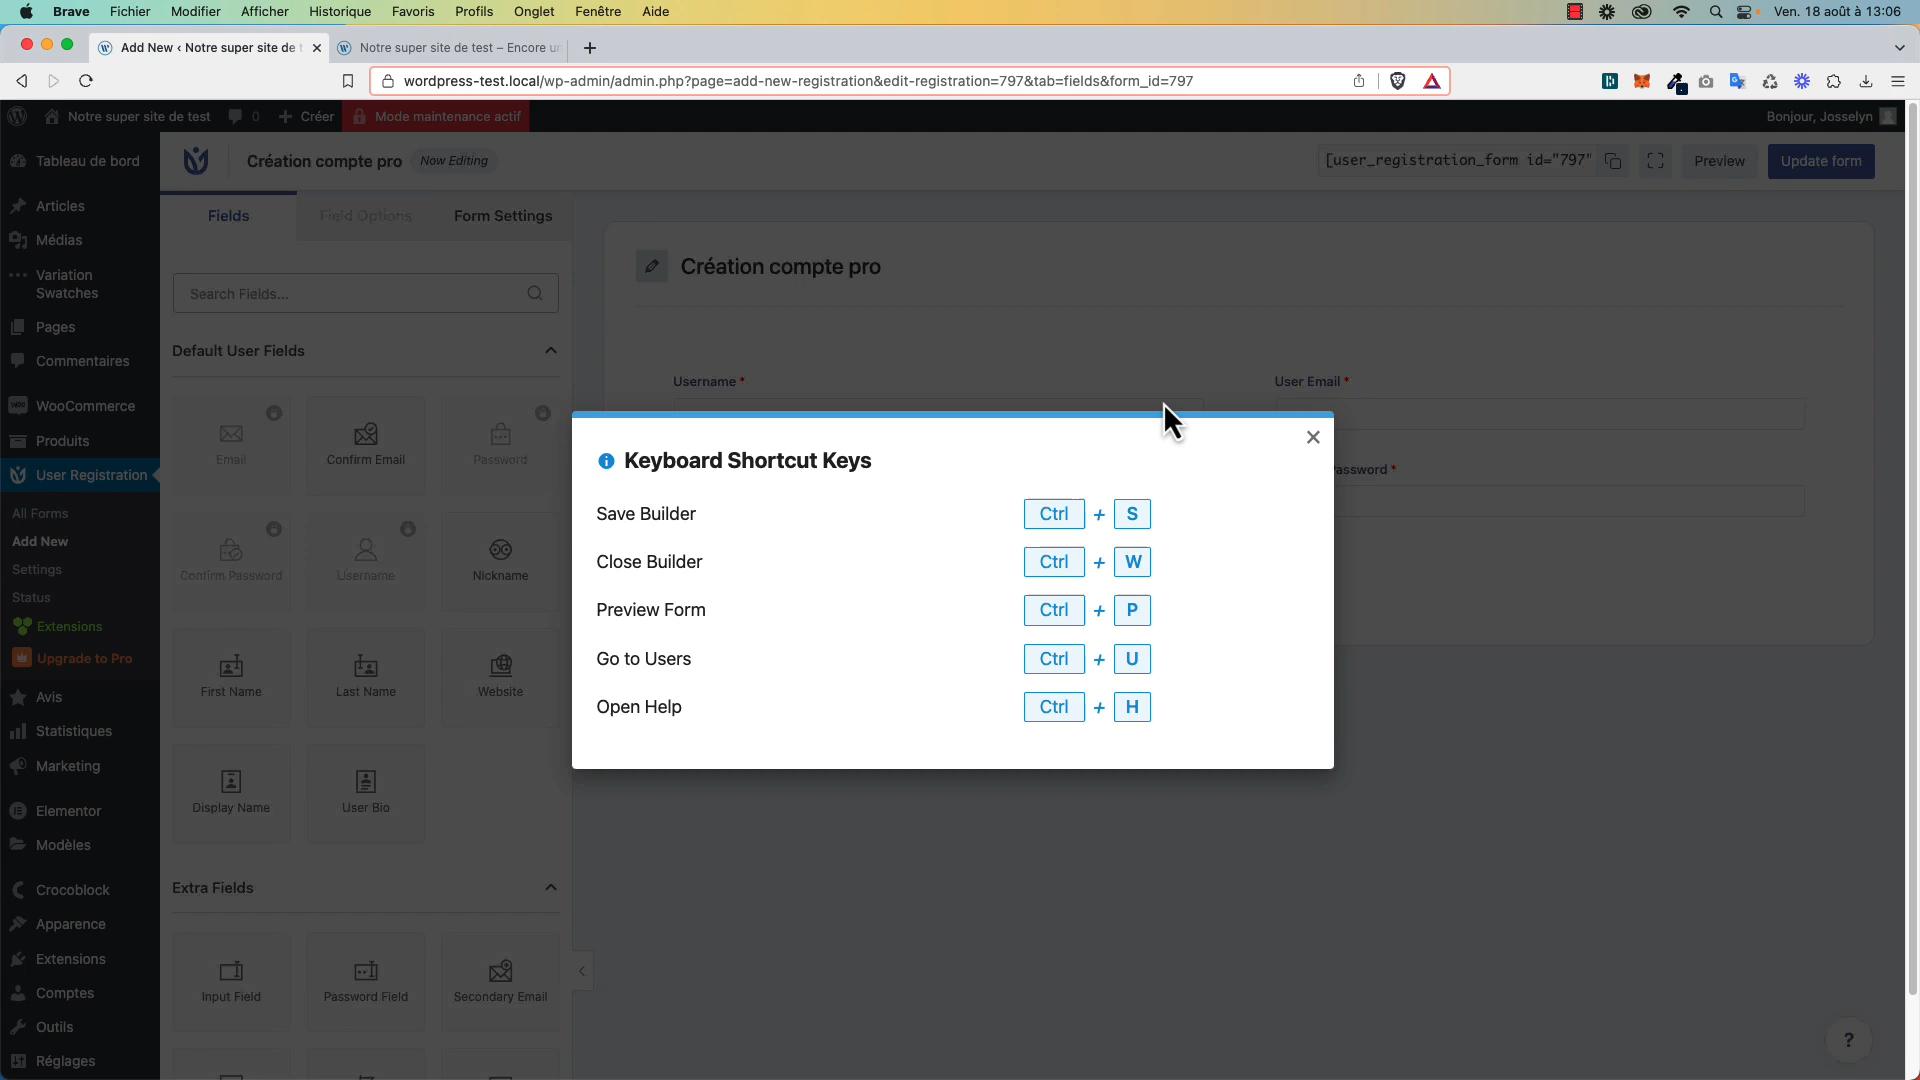 Brave Fichier Modifier Afficher Historique Favoris Profils Onglet Fenêtre Aide Ven. 18 août à 13:06
Add New ‹ Notre super site de t
Notre super site de test – Encore un
wordpress-test.local/wp-admin/admin.php?page=add-new-registration&edit-registration=797&tab=fields&form_id=797
Notre super site de test 0 Créer Mode maintenance actif Bonjour, Josselyn
Tableau de bord
Articles
Médias
Variation
Swatches
Pages
Commentaires
WooCommerce
Produits
User Registration
All Forms
Add New
Settings
Status
Extensions
Upgrade to Pro
Avis
Statistiques
Marketing
Elementor
Modèles
Crocoblock
Apparence
Extensions
Comptes
Outils
Réglages
Création compte pro Now Editing
[user_registration_form id="797" Preview Update form
Fields Field Options Form Settings
Search Fields...
Default User Fields
Email Confirm Email Password
Confirm Password Username Nickname
First Name Last Name Website
Display Name User Bio
Extra Fields
Input Field Password Field Secondary Email
Création compte pro
Username * User Email *
assword *
Keyboard Shortcut Keys
Save Builder Ctrl + S
Close Builder Ctrl + W
Preview Form Ctrl + P
Go to Users Ctrl + U
Open Help Ctrl + H
?